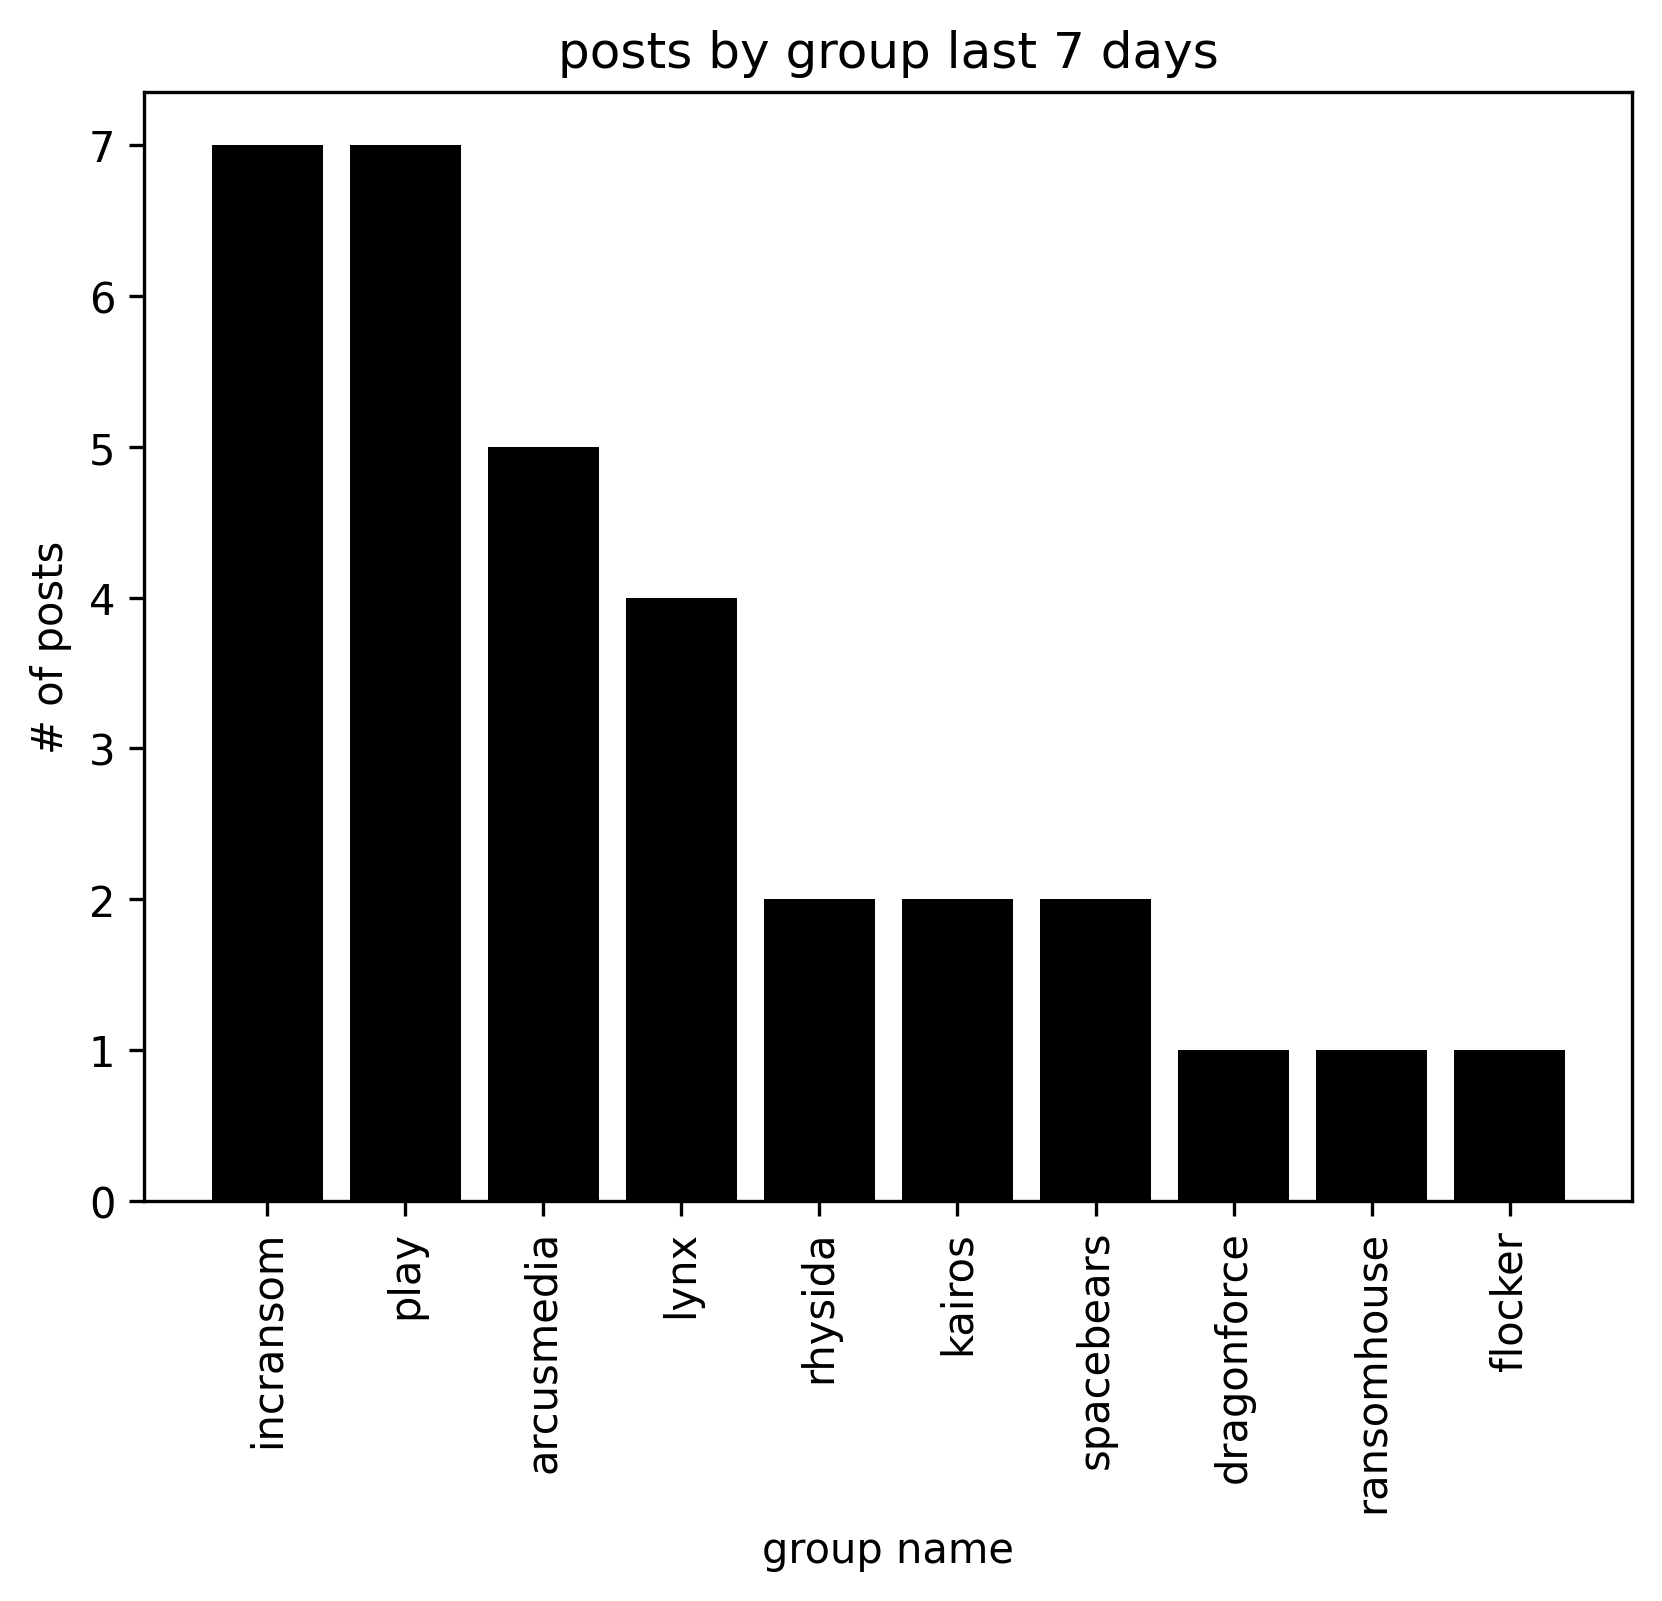 posts by group last 7 days
# of posts
7
6
5
4
3
2
1
0
incransom
play
arcusmedia
lynx
rhysida
kairos
spacebears
dragonforce
ransomhouse
flocker
group name